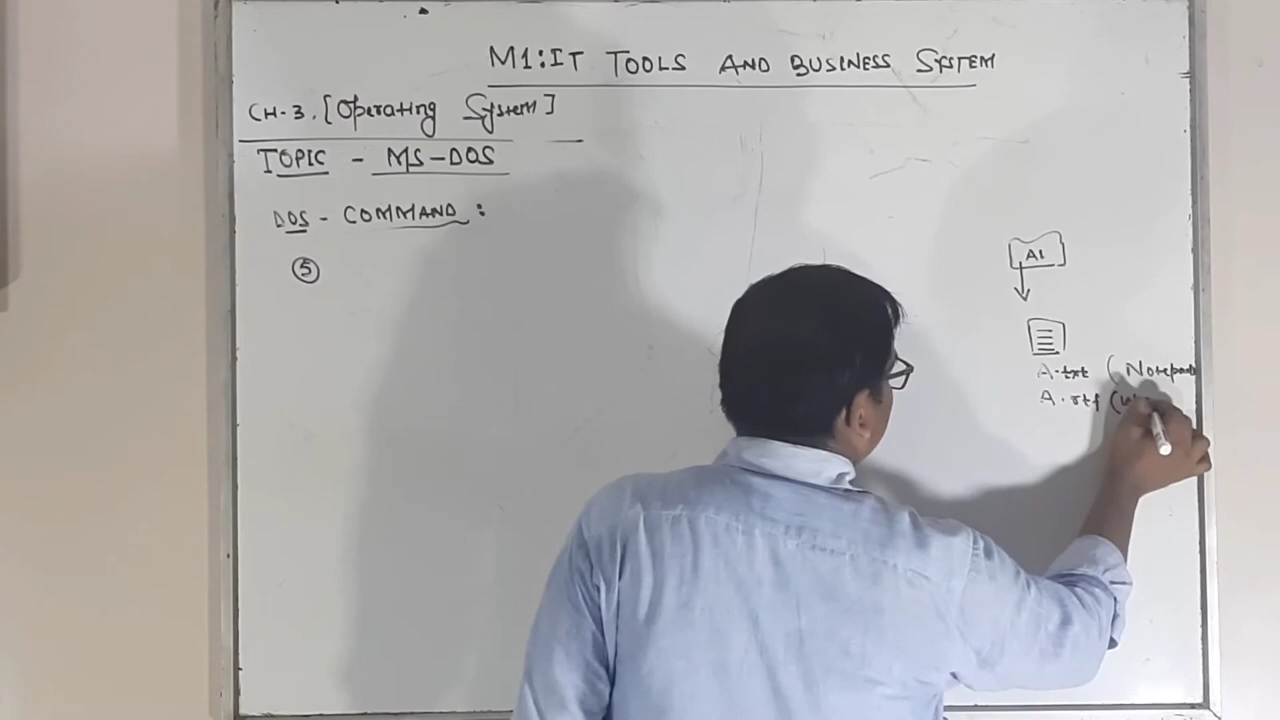 M1:IT TOOLS AND BUSINESS SYSTEM
CH-3. [Operating System]
TOPIC - MS-DOS
DOS - COMMAND:
5
A1
A.txt (Notepad
A.rtf (